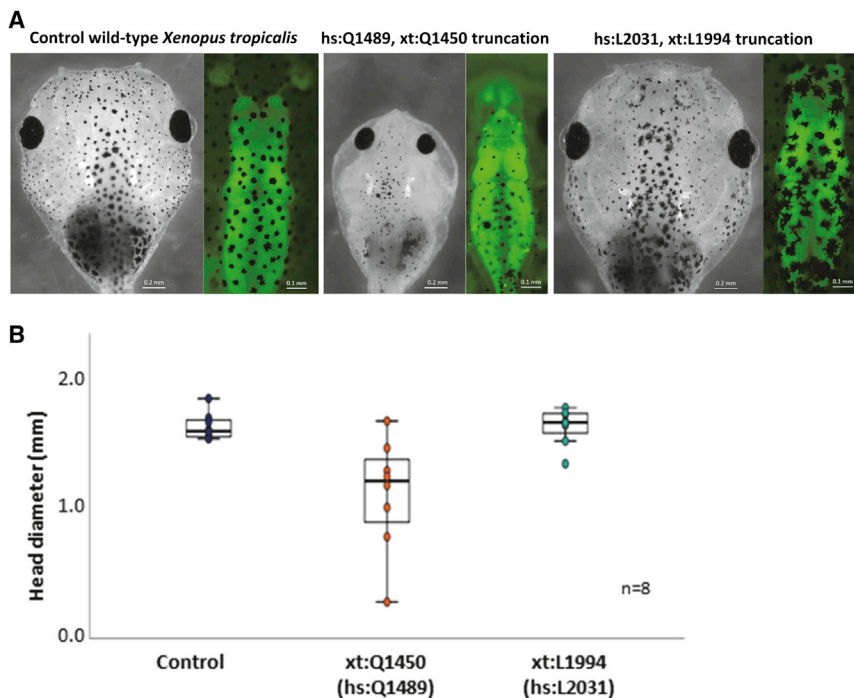 A
Control wild-type Xenopus tropicalis
hs:Q1489, xt:Q1450 truncation
hs:L2031, xt:L1994 truncation
0.2 mm
0.1 mm
0.2 mm
0.1 mm
0.2 mm
0.1 mm
B
Head diameter (mm)
2.0
1.0
0.0
n=8
Control
xt:Q1450
(hs:Q1489)
xt:L1994
(hs:L2031)